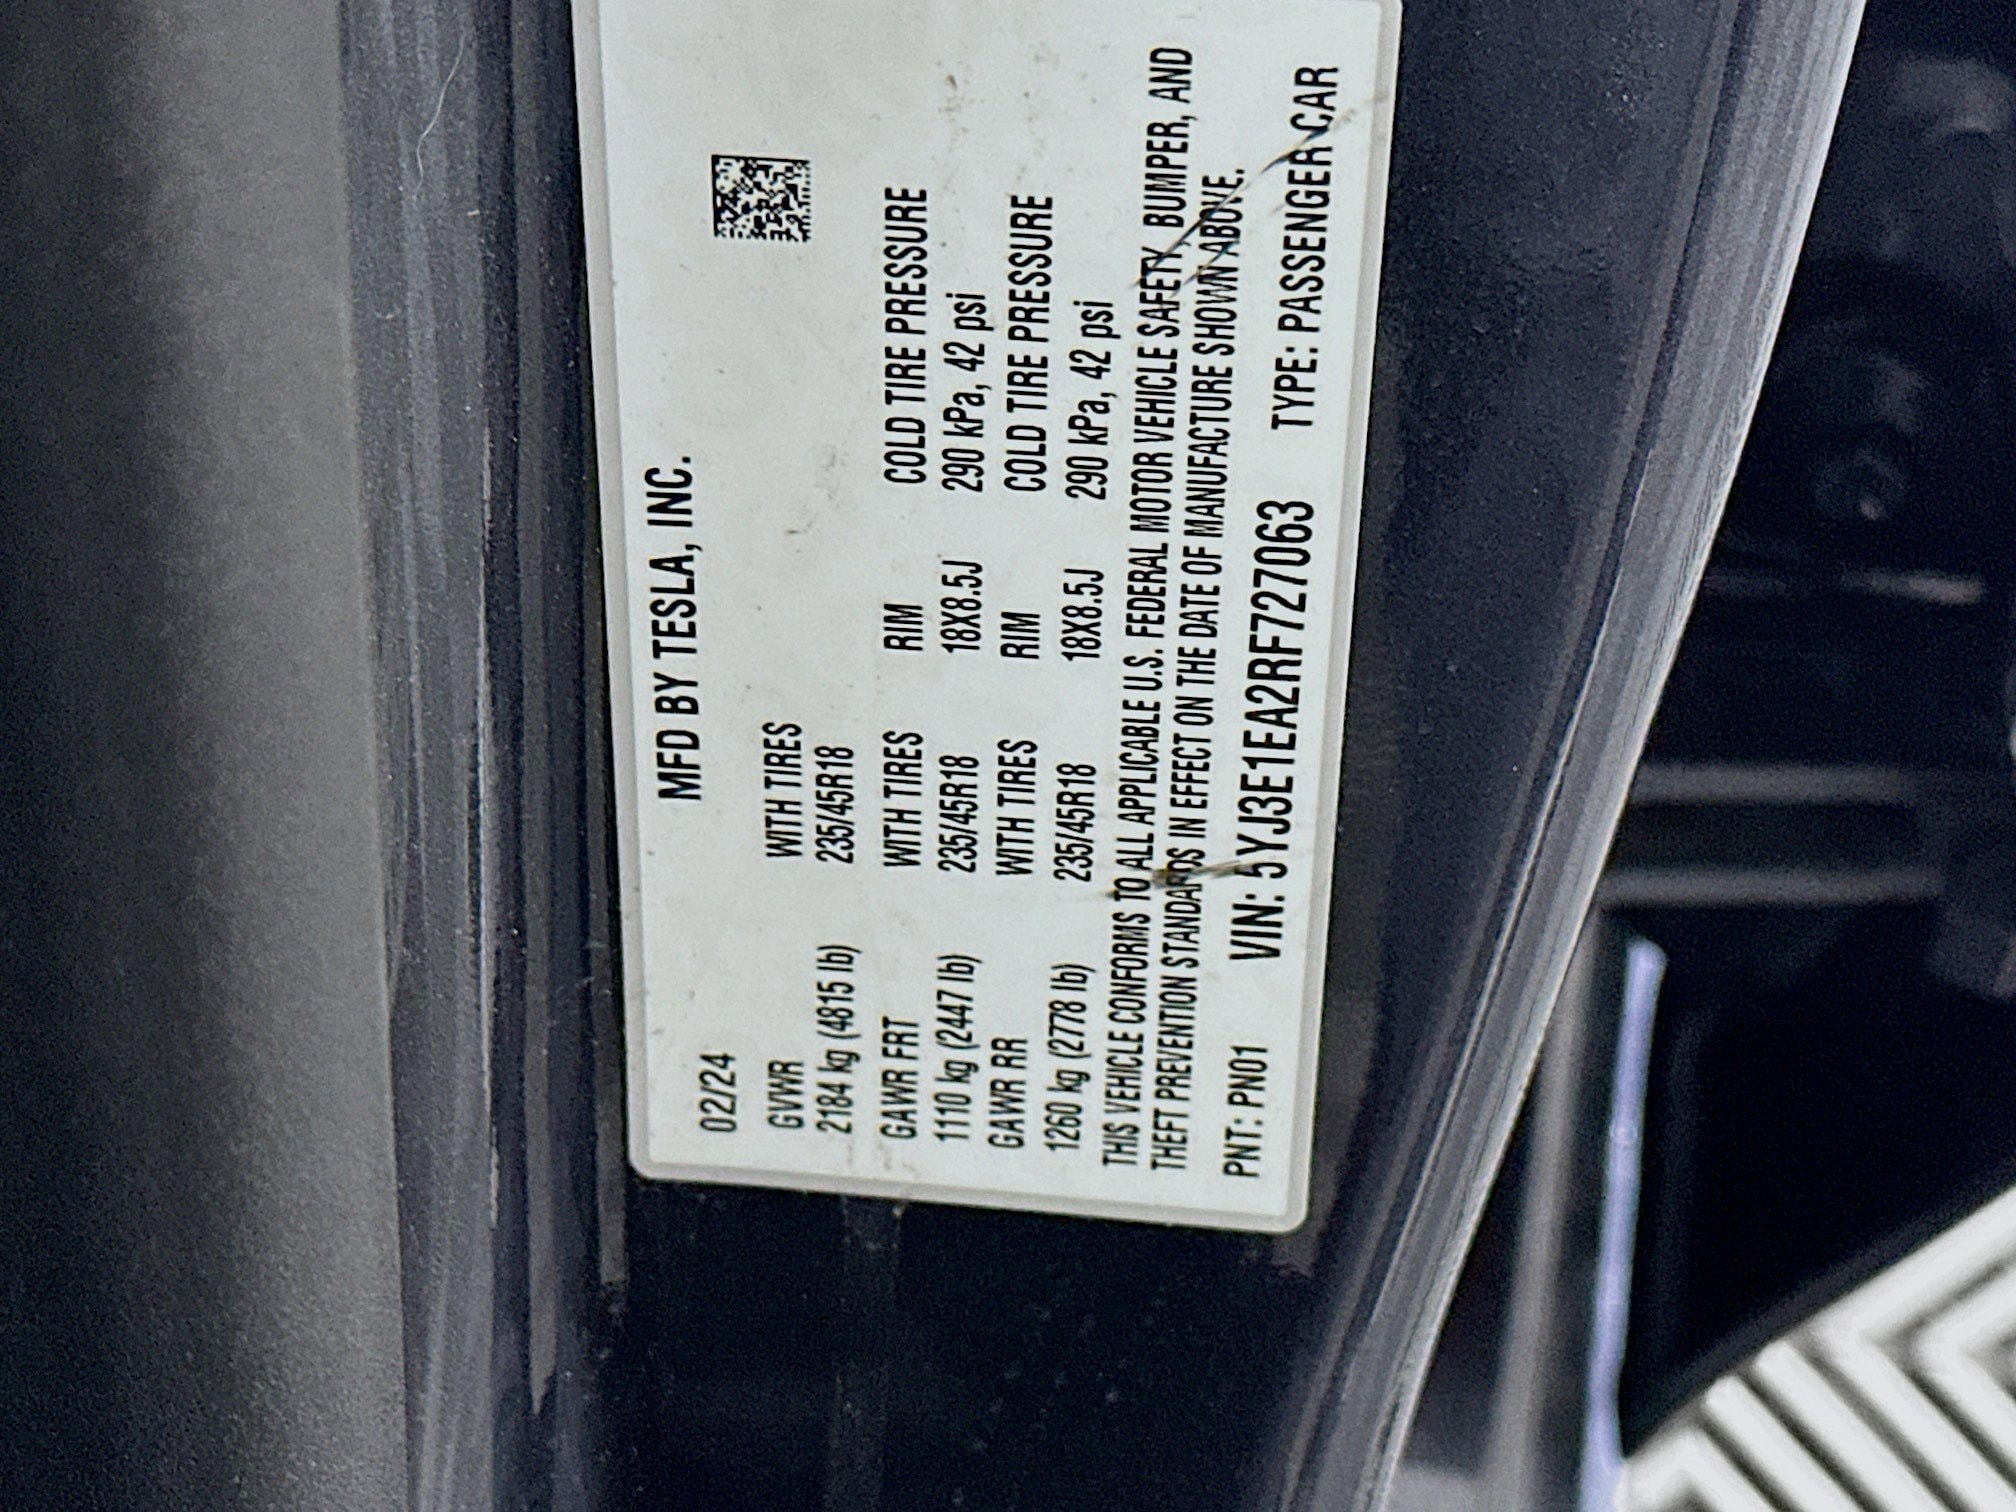 MFD BY TESLA, INC.
02/24
GVWR WITH TIRES
2184 kg (4815 lb) 235/45R18
GAWR FRT WITH TIRES RIM COLD TIRE PRESSURE
1110 kg (2447 lb) 235/45R18 18X8.5J 290 kPa, 42 psi
GAWR RR WITH TIRES RIM COLD TIRE PRESSURE
1260 kg (2778 lb) 235/45R18 18X8.5J 290 kPa, 42 psi
THIS VEHICLE CONFORMS TO ALL APPLICABLE U.S. FEDERAL MOTOR VEHICLE SAFETY, BUMPER, AND
THEFT PREVENTION STANDARDS IN EFFECT ON THE DATE OF MANUFACTURE SHOWN ABOVE.
PNT: PN01 VIN: 5YJ3E1EA2RF727063 TYPE: PASSENGER CAR